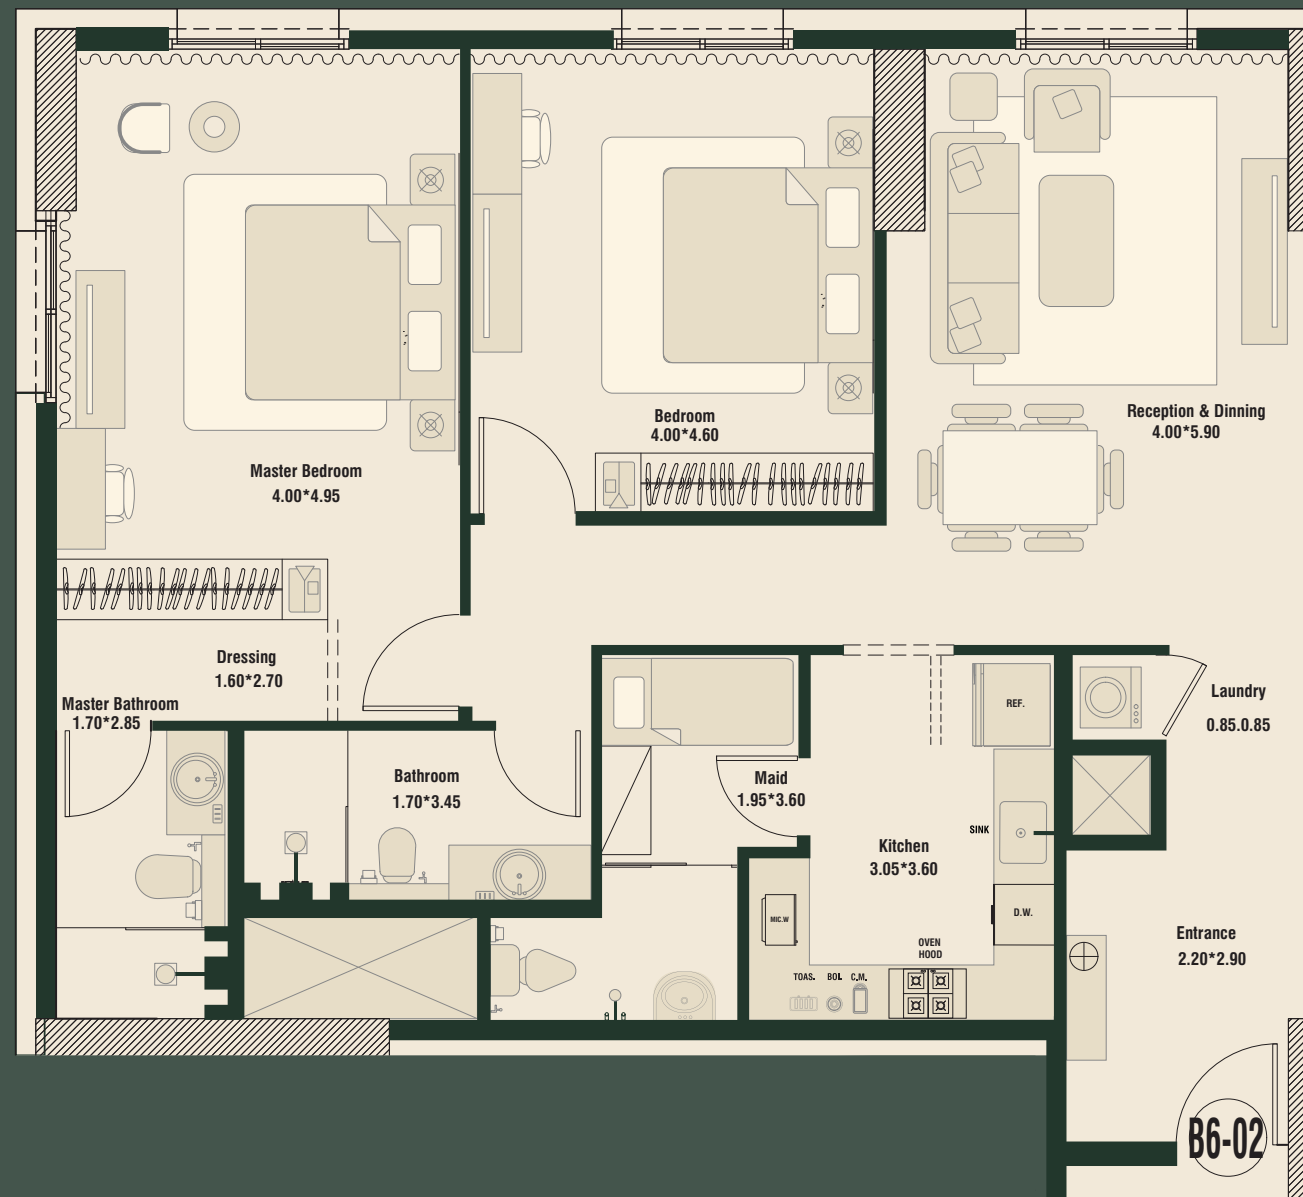 Bedroom
4.00*4.60
Reception & Dinning
4.00*5.90
Master Bedroom
4.00*4.95
Dressing
1.60*2.70
Master Bathroom
1.70*2.85
Laundry
0.85.0.85
REF.
Bathroom
1.70*3.45
Maid
1.95*3.60
SINK
Kitchen
3.05*3.60
MIC.W
D.W.
OVEN
HOOD
Entrance
2.20*2.90
TOAS. BOI. C.M.
B6-02